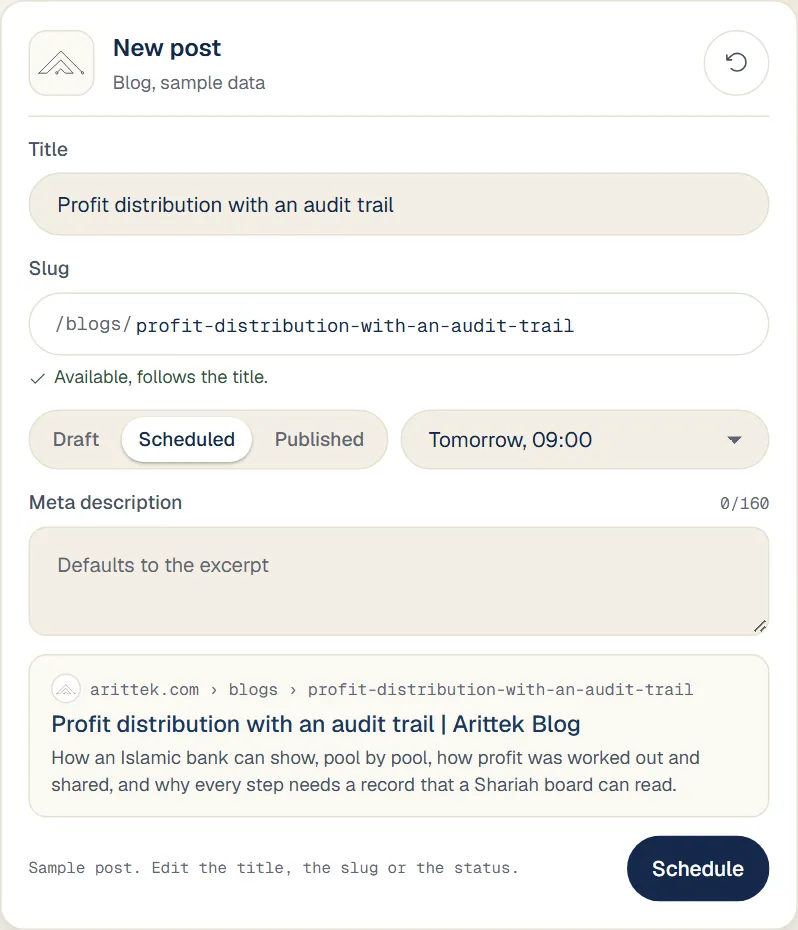 New post
Blog, sample data
Title
Profit distribution with an audit trail
Slug
/blogs/profit-distribution-with-an-audit-trail
Available, follows the title.
Draft Scheduled Published Tomorrow, 09:00
Meta description 0/160
Defaults to the excerpt
arittek.com › blogs › profit-distribution-with-an-audit-trail
Profit distribution with an audit trail | Arittek Blog
How an Islamic bank can show, pool by pool, how profit was worked out and
shared, and why every step needs a record that a Shariah board can read.
Sample post. Edit the title, the slug or the status. Schedule